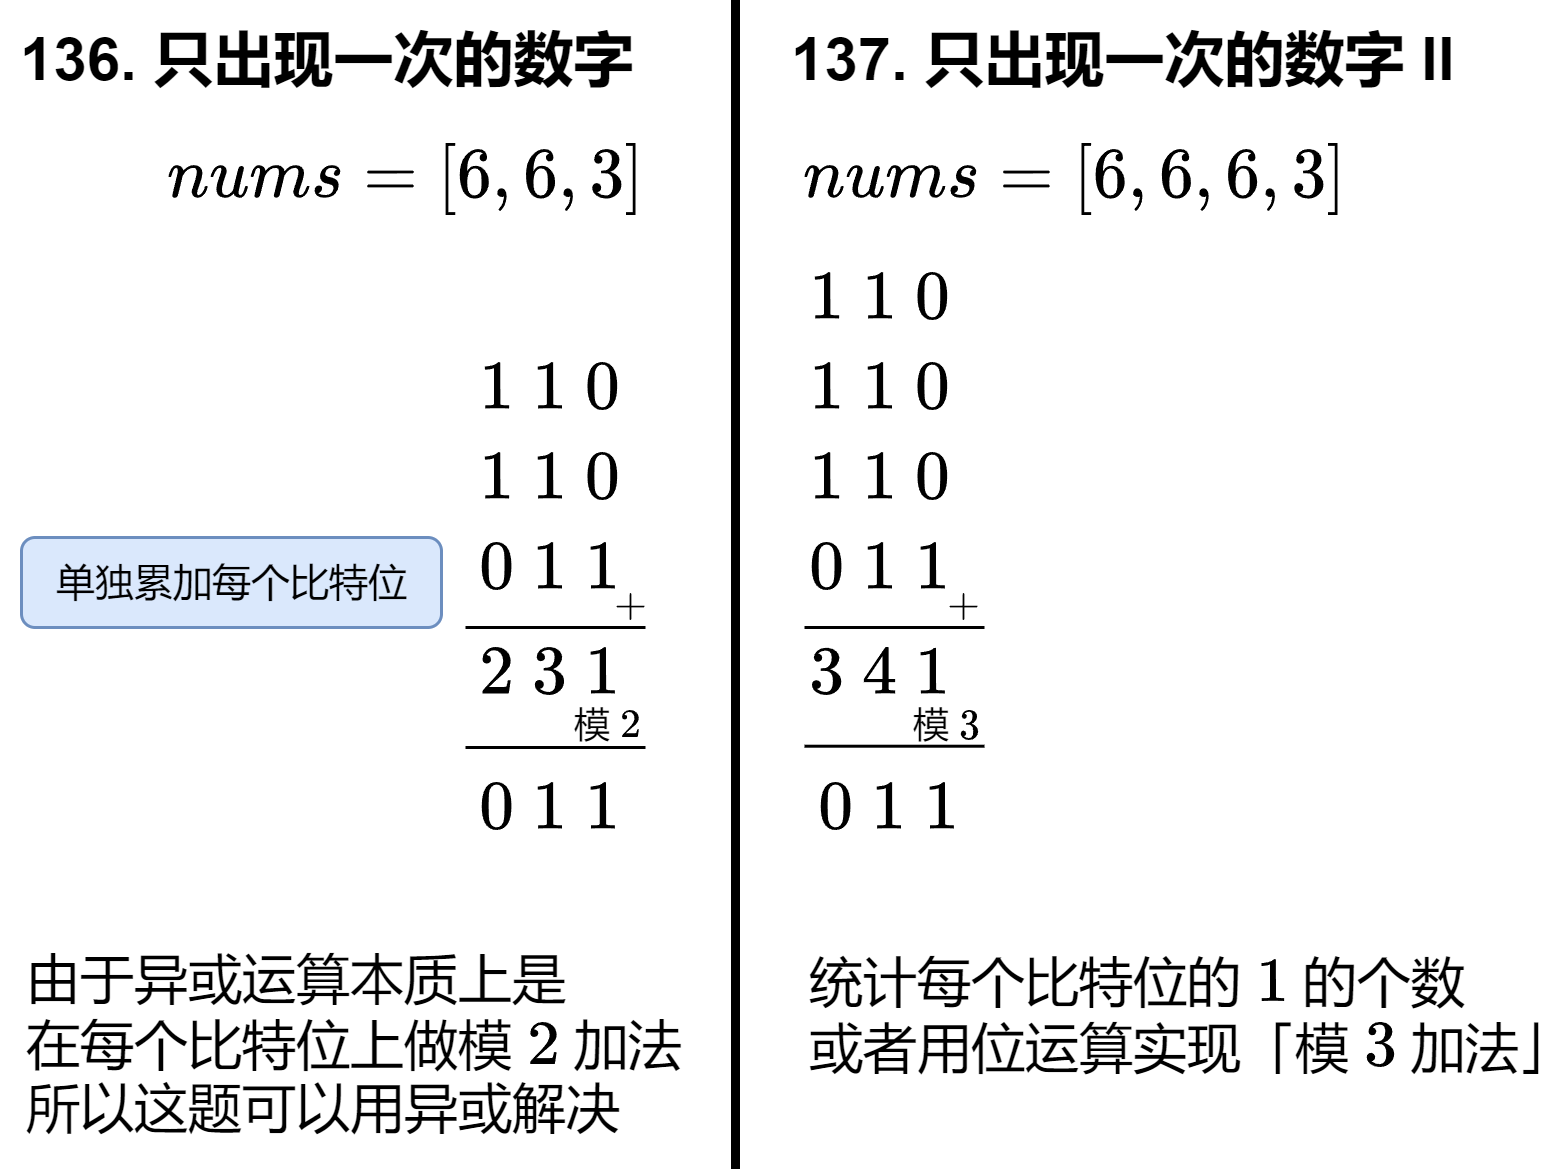 136. 只出现一次的数字
nums = [6, 6, 3]
1 1 0
1 1 0
单独累加每个比特位
0 1 1
+
2 3 1
模 2
0 1 1
由于异或运算本质上是
在每个比特位上做模 2 加法
所以这题可以用异或解决
137. 只出现一次的数字 II
nums = [6, 6, 6, 3]
1 1 0
1 1 0
1 1 0
0 1 1
+
3 4 1
模 3
0 1 1
统计每个比特位的 1 的个数
或者用位运算实现「模 3 加法」